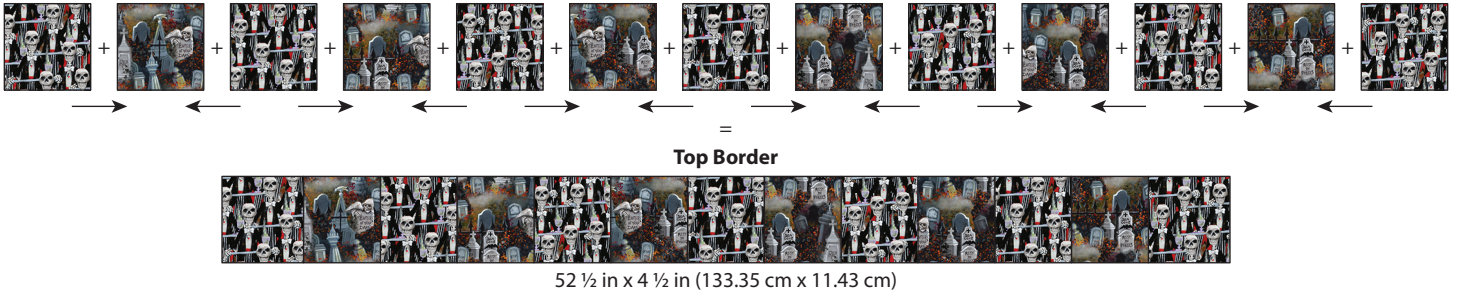 + + + + + + + + + + + +
=
Top Border
52 ½ in x 4 ½ in (133.35 cm x 11.43 cm)